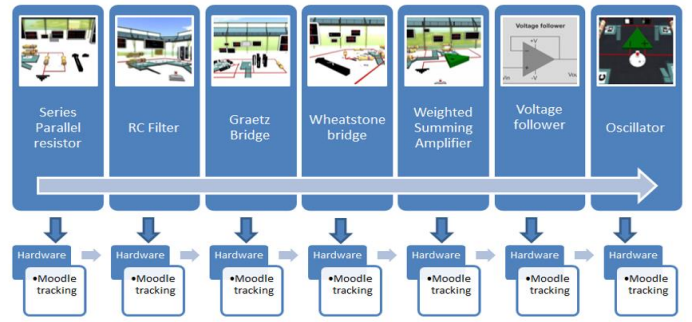 Voltage follower
+V
-V
Vin
Series
Parallel
resistor
RC Filter
Graetz
Bridge
Wheatstone
bridge
Weighted
Summing
Amplifier
Voltage
follower
Oscillator
Hardware
•Moodle
tracking
Hardware
•Moodle
tracking
Hardware
•Moodle
tracking
Hardware
•Moodle
tracking
Hardware
•Moodle
tracking
Hardware
•Moodle
tracking
Hardware
•Moodle
tracking